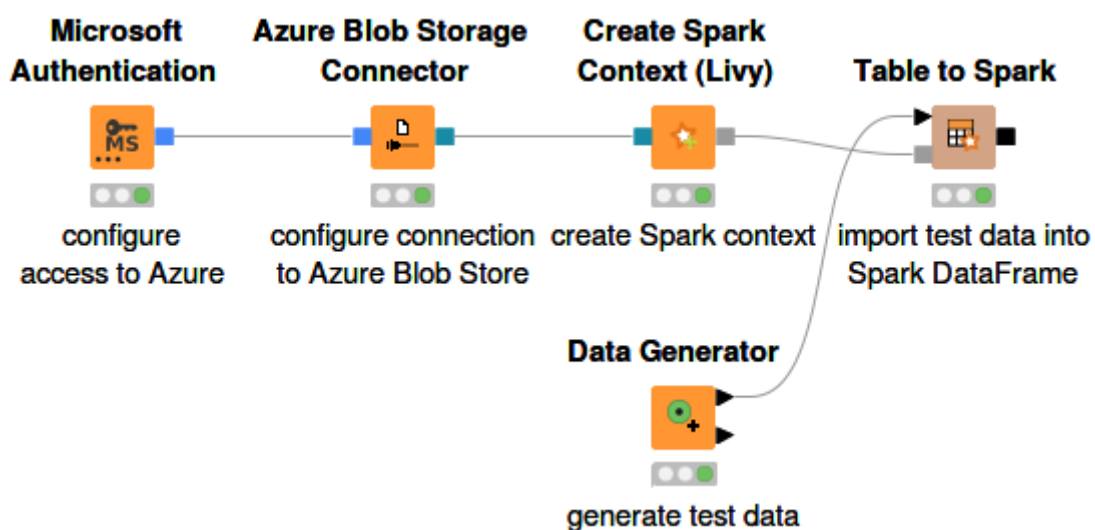 Microsoft
Authentication
MS
configure
access to Azure
Azure Blob Storage
Connector
configure connection
to Azure Blob Store
Create Spark
Context (Livy)
create Spark context
Table to Spark
import test data into
Spark DataFrame
Data Generator
generate test data